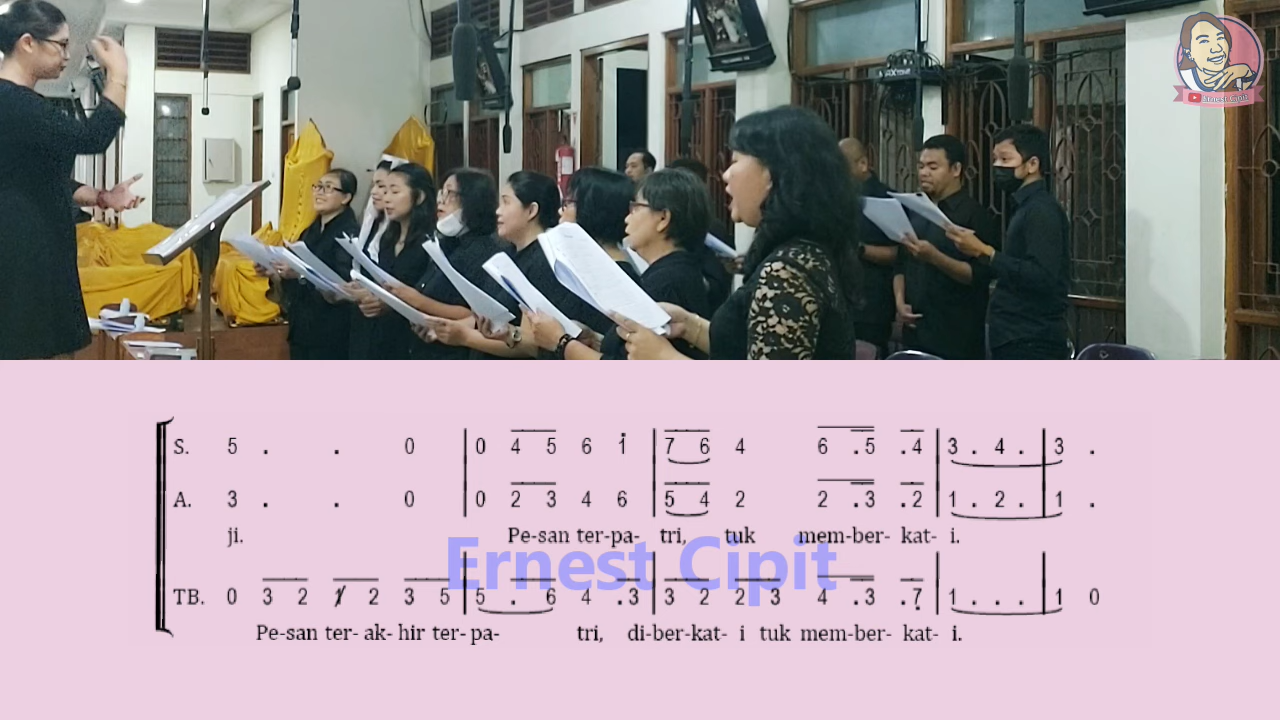 Ernest Cipit
S. 5 . . 0 | 0 4 5 6 1̇ | 7 6 4 6 .5 .4 | 3 . 4 . | 3 .
A. 3 . . 0 | 0 2 3 4 6 | 5 4 2 2 .3 .2 | 1 . 2 . | 1 .
ji. Pe-san ter-pa- tri, tuk mem-ber- kat- i.
Ernest Cipit
TB. 0 3 2 1̸ 2 3 5 | 5 . 6 4 .3 | 3 2 2 3 4 .3 .7̣ | 1 . . . | 1 0
Pe-san ter- ak- hir ter- pa- tri, di-ber-kat- i tuk mem-ber- kat- i.